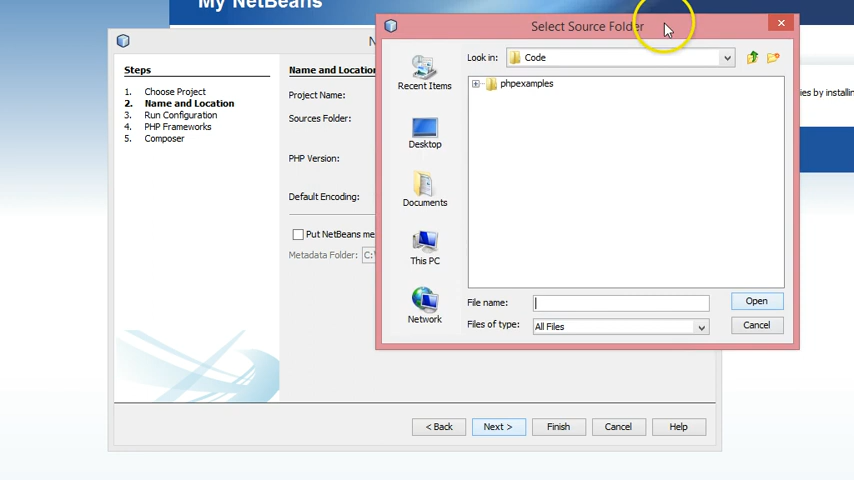 My NetBeans
Select Source Folder
N
Steps
1. Choose Project
2. Name and Location
3. Run Configuration
4. PHP Frameworks
5. Composer
Name and Location
Project Name:
Sources Folder:
PHP Version:
Default Encoding:
Put NetBeans me
Metadata Folder: C:\
Look in: Code
Recent Items
Desktop
Documents
This PC
Network
phpexamples
File name:
Open
Files of type: All Files
Cancel
ies by installin
< Back Next > Finish Cancel Help